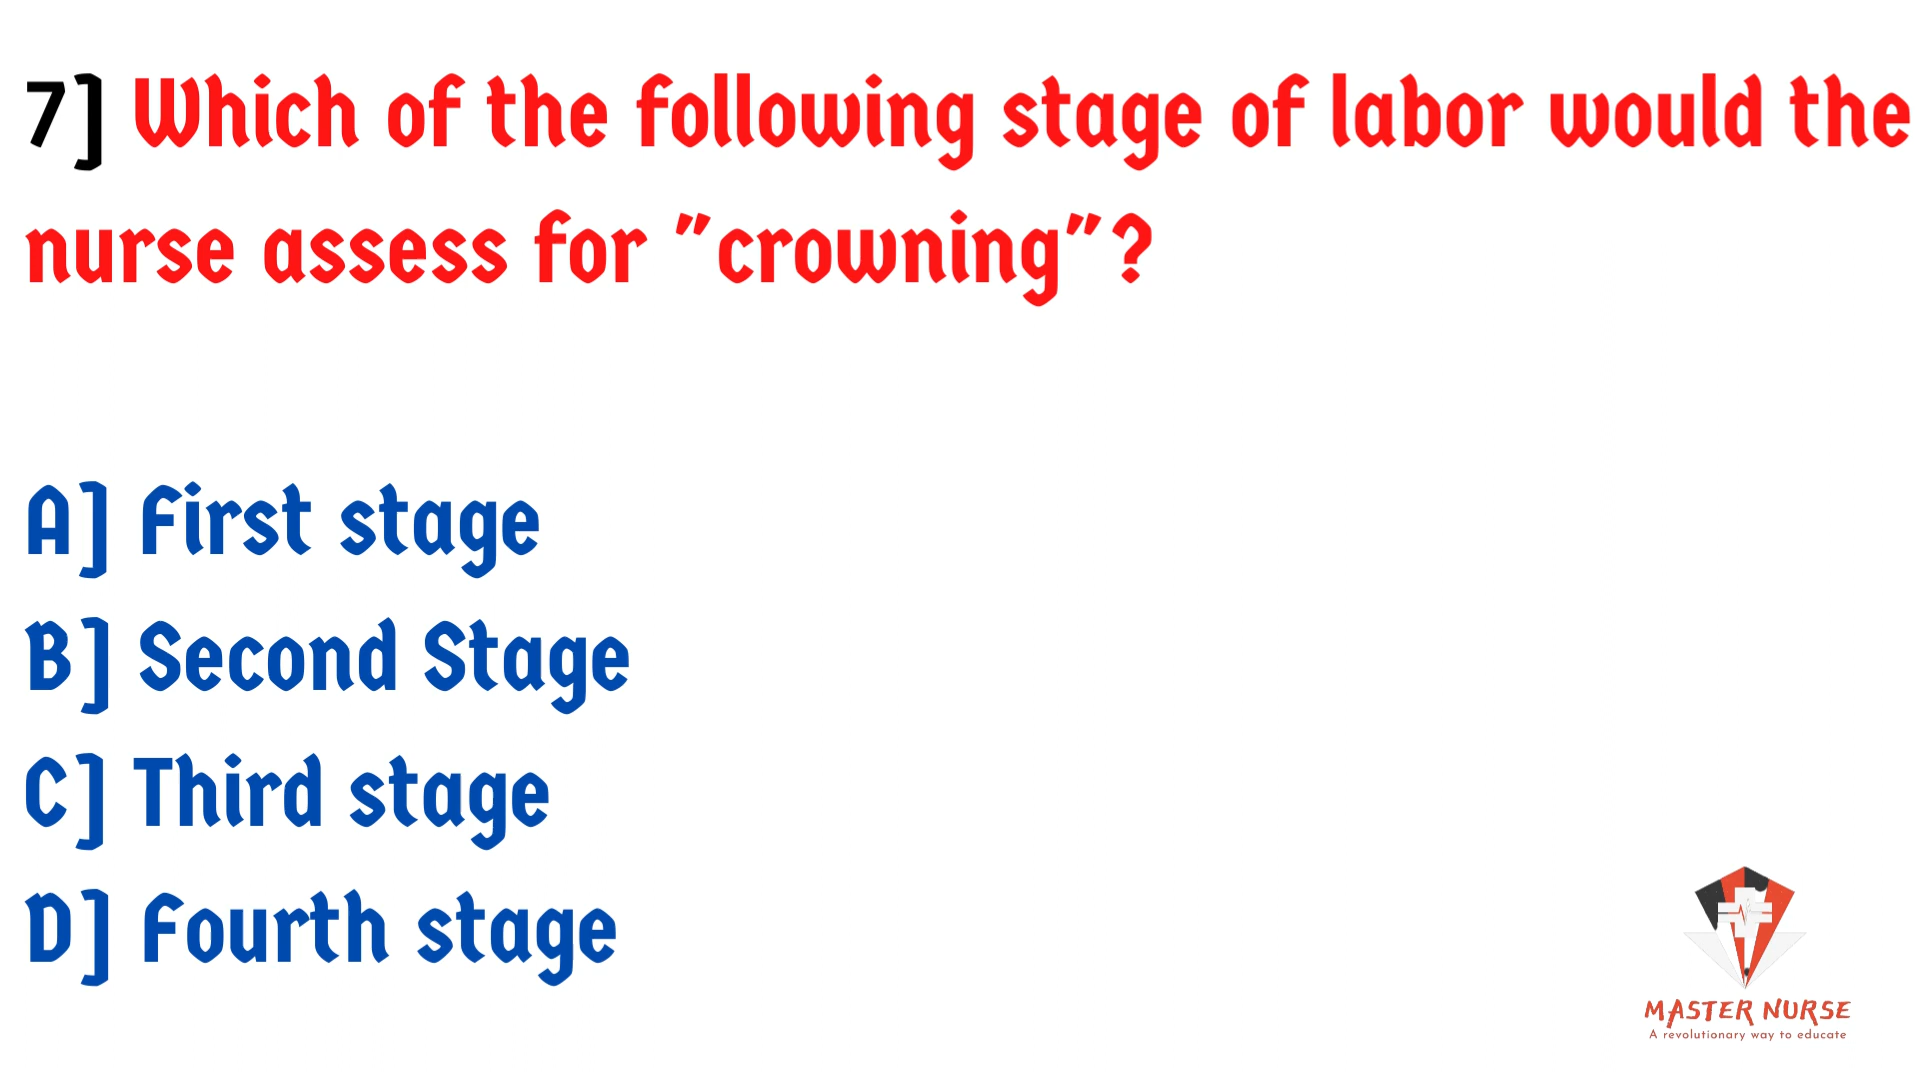 7] Which of the following stage of labor would the
nurse assess for "crowning"?
A] First stage
B] Second Stage
C] Third stage
D] Fourth stage
MASTER NURSE
A revolutionary way to educate